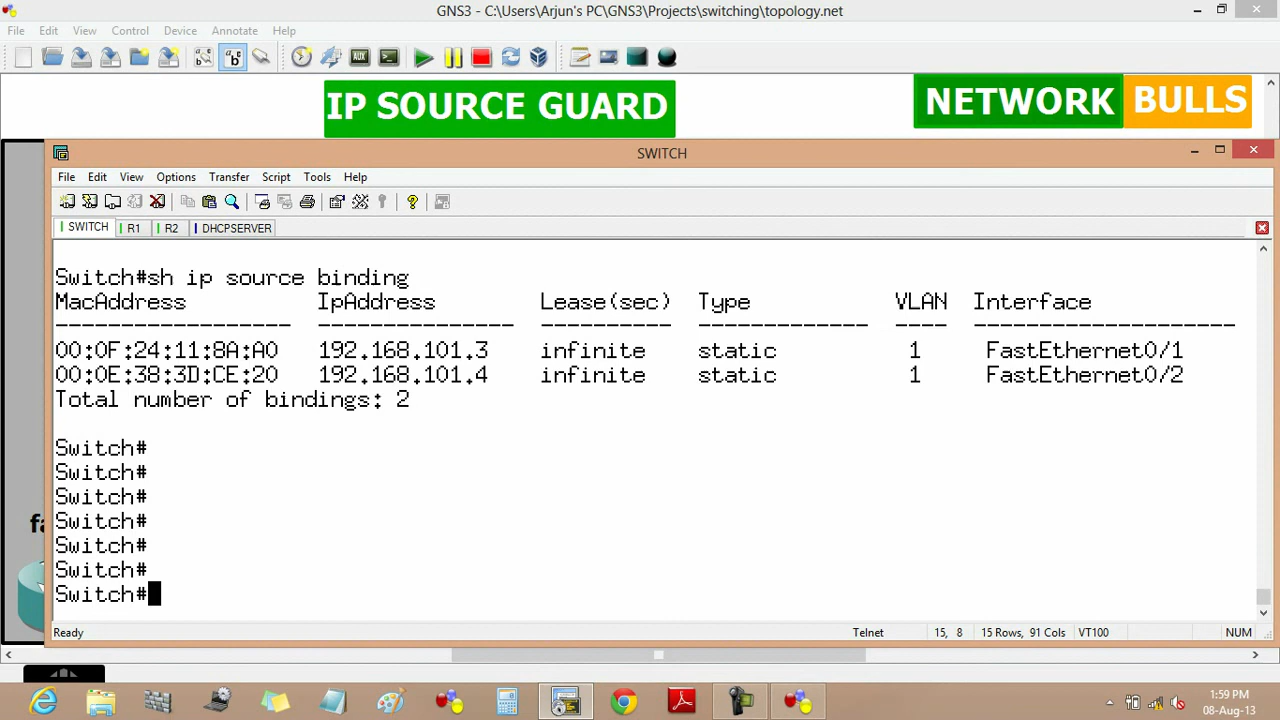 GNS3 - C:\Users\Arjun's PC\GNS3\Projects\switching\topology.net
File Edit View Control Device Annotate Help
IP SOURCE GUARD
NETWORK BULLS
SWITCH
File Edit View Options Transfer Script Tools Help
SWITCH R1 R2 DHCPSERVER
Switch#sh ip source binding
MacAddress IpAddress Lease(sec) Type VLAN Interface
------------------ --------------- ---------- ------------- ---- --------------------
00:0F:24:11:8A:A0 192.168.101.3 infinite static 1 FastEthernet0/1
00:0E:38:3D:CE:20 192.168.101.4 infinite static 1 FastEthernet0/2
Total number of bindings: 2
Switch#
Switch#
Switch#
Switch#
Switch#
Switch#
Switch#
fa
Ready Telnet 15, 8 15 Rows, 91 Cols VT100 NUM
1:59 PM
08-Aug-13